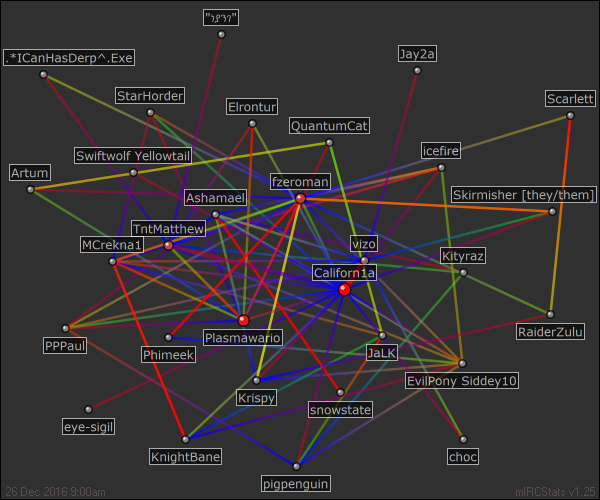 .*ICanHasDerp^.Exe
Jay2a
StarHorder
Elrontur
Scarlett
QuantumCat
icefire
Swiftwolf Yellowtail
Artum
fzeroman
Ashamael
Skirmisher [they/them]
TntMatthew
MCrekna1
vizo
Kityraz
Californ1a
PPPaul
Phimeek
Plasmawario
JaLK
RaiderZulu
EvilPony Siddey10
Krispy
snowstate
eye-sigil
KnightBane
choc
pigpenguin
26 Dec 2016 9:00am
mIRCStats v1.25